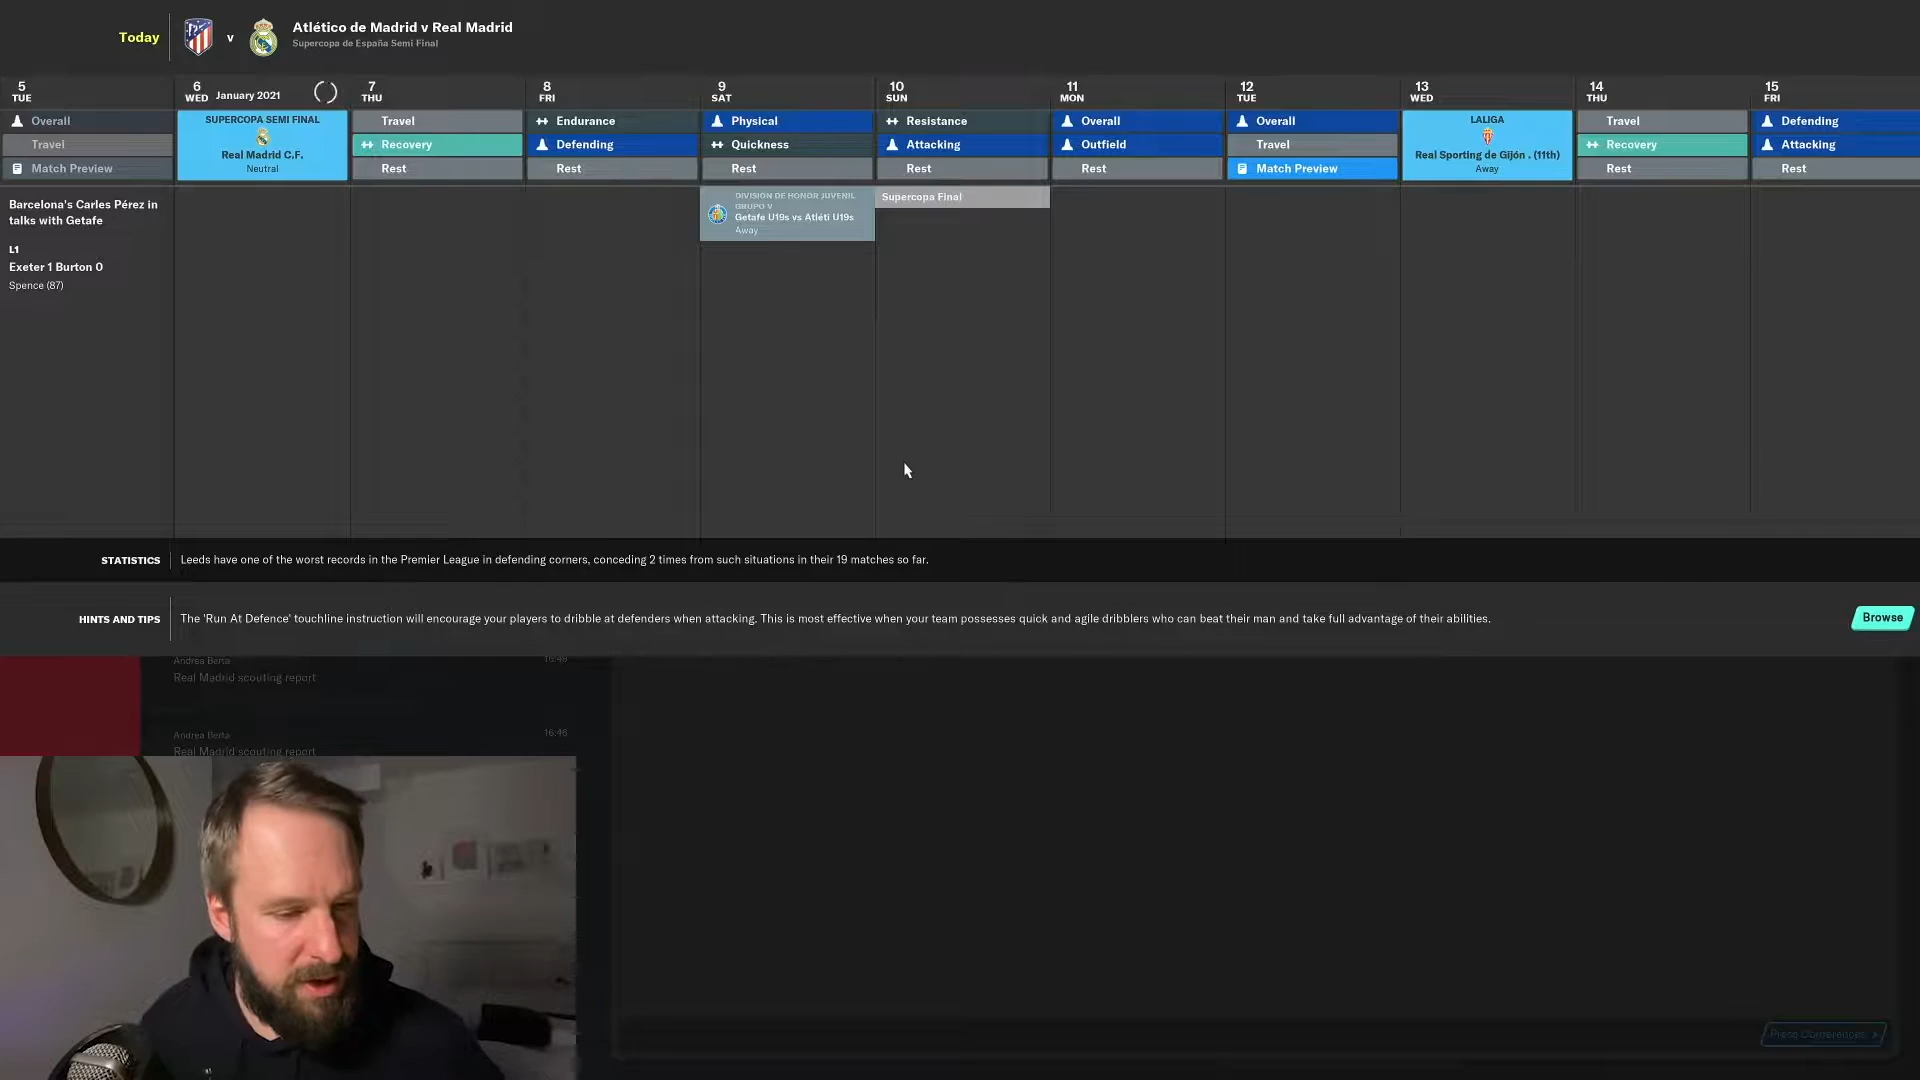 Today
v
Atlético de Madrid v Real Madrid
Supercopa de España Semi Final
5
TUE
Overall
Travel
Match Preview
Barcelona's Carles Pérez in
talks with Getafe
L1
Exeter 1 Burton 0
Spence (87)
6
WED January 2021
SUPERCOPA SEMI FINAL
Real Madrid C.F.
Neutral
7
THU
Travel
Recovery
Rest
8
FRI
Endurance
Defending
Rest
9
SAT
Physical
Quickness
Rest
DIVISIÓN DE HONOR JUVENIL
GRUPO V
Getafe U19s vs Atléti U19s
Away
10
SUN
Resistance
Attacking
Rest
Supercopa Final
11
MON
Overall
Outfield
Rest
12
TUE
Overall
Travel
Match Preview
13
WED
LALIGA
Real Sporting de Gijón . (11th)
Away
14
THU
Travel
Recovery
Rest
15
FRI
Defending
Attacking
Rest
STATISTICS
Leeds have one of the worst records in the Premier League in defending corners, conceding 2 times from such situations in their 19 matches so far.
HINTS AND TIPS
The 'Run At Defence' touchline instruction will encourage your players to dribble at defenders when attacking. This is most effective when your team possesses quick and agile dribblers who can beat their man and take full advantage of their abilities.
Browse
Andrea Berta
16:49
Real Madrid scouting report
Andrea Berta
16:46
Real Madrid scouting report
Press Conferences >